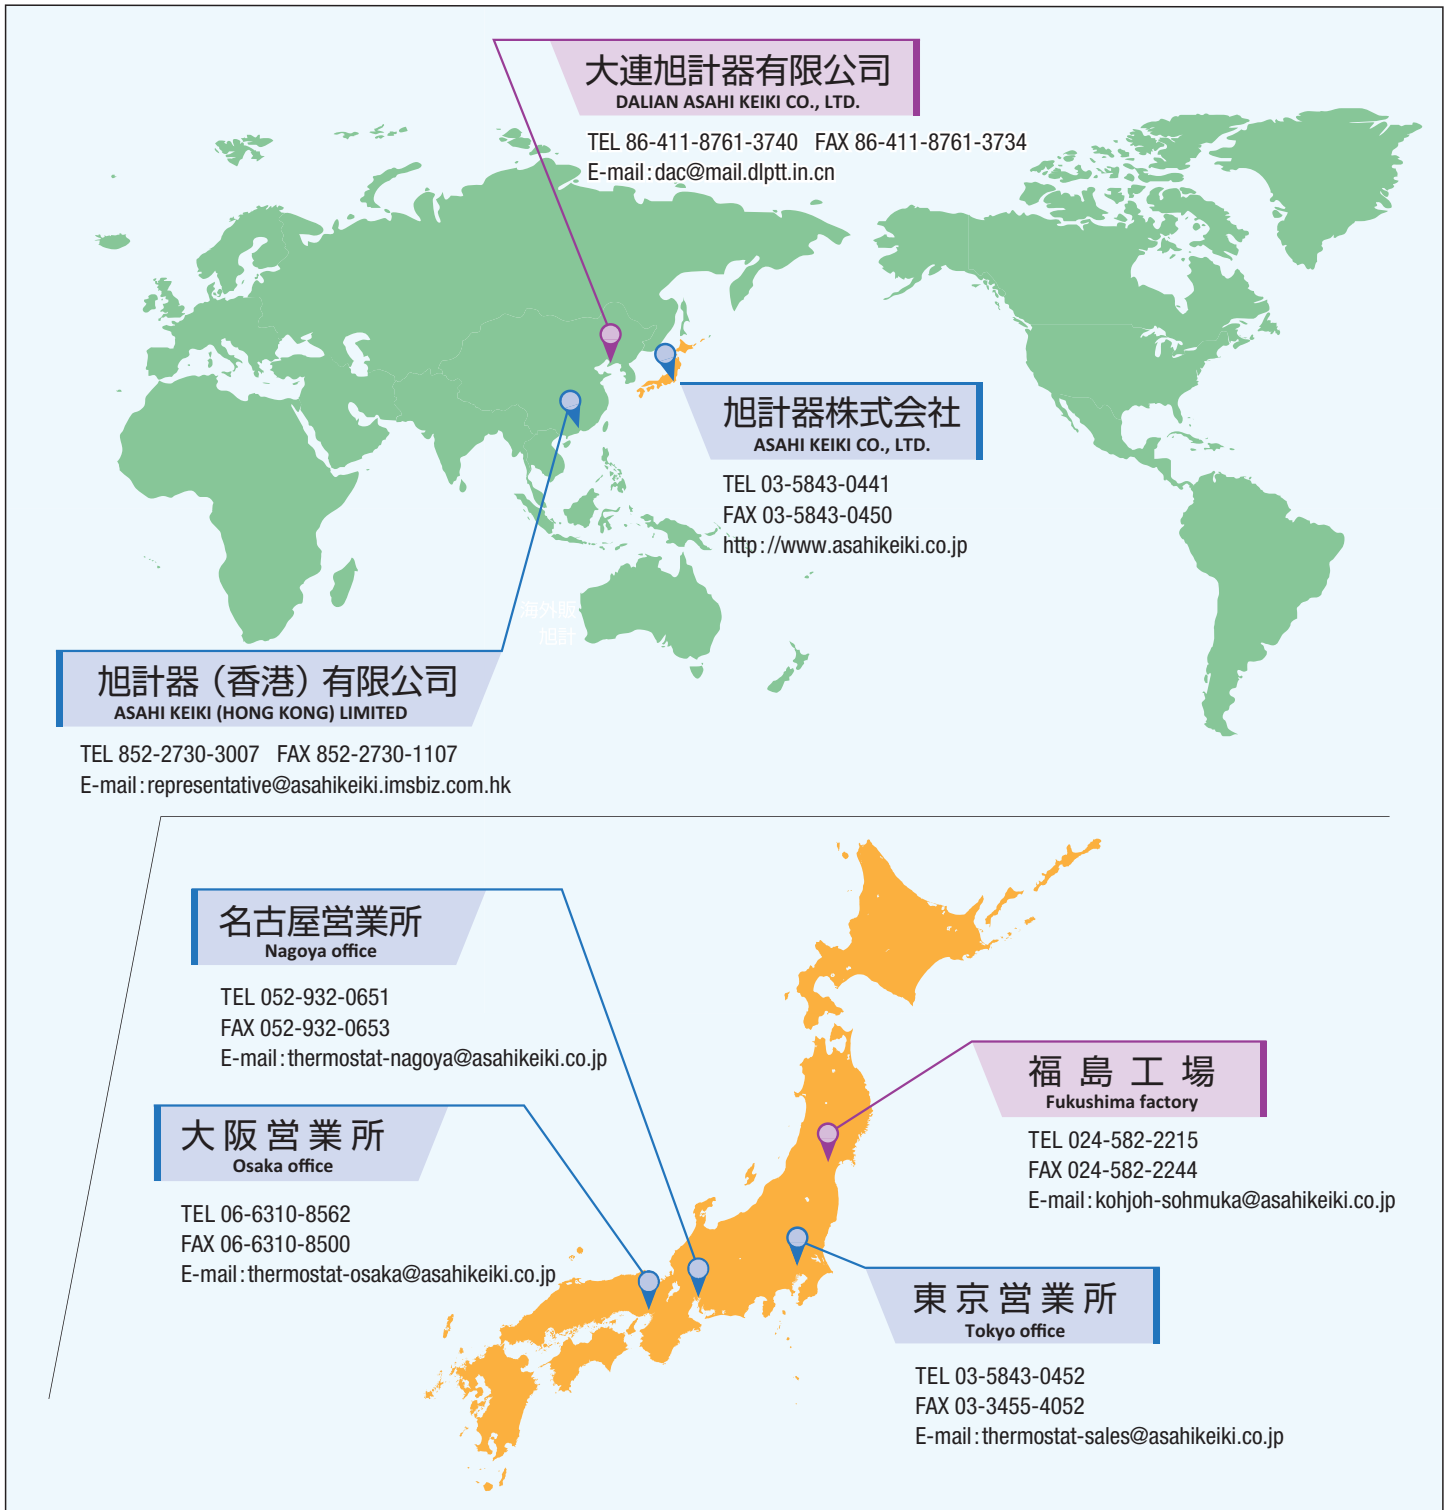 大連旭計器有限公司
DALIAN ASAHI KEIKI CO., LTD.
TEL 86-411-8761-3740 FAX 86-411-8761-3734
E-mail:dac@mail.dlptt.in.cn
旭計器株式会社
ASAHI KEIKI CO., LTD.
TEL 03-5843-0441
FAX 03-5843-0450
http://www.asahikeiki.co.jp
海外販
旭計
旭計器（香港）有限公司
ASAHI KEIKI (HONG KONG) LIMITED
TEL 852-2730-3007 FAX 852-2730-1107
E-mail:representative@asahikeiki.imsbiz.com.hk
名古屋営業所
Nagoya office
TEL 052-932-0651
FAX 052-932-0653
E-mail:thermostat-nagoya@asahikeiki.co.jp
大阪営業所
Osaka office
TEL 06-6310-8562
FAX 06-6310-8500
E-mail:thermostat-osaka@asahikeiki.co.jp
福島工場
Fukushima factory
TEL 024-582-2215
FAX 024-582-2244
E-mail:kohjoh-sohmuka@asahikeiki.co.jp
東京営業所
Tokyo office
TEL 03-5843-0452
FAX 03-3455-4052
E-mail:thermostat-sales@asahikeiki.co.jp